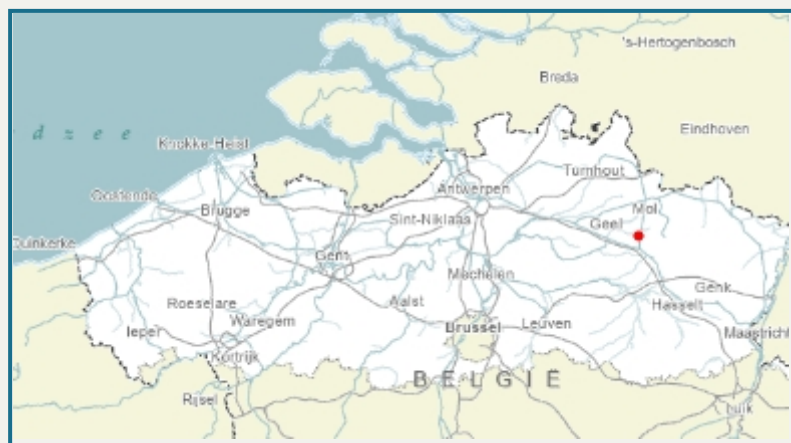 's-Hertogenbosch
Breda
Eindhoven
dzee
Knokke-Heist
Turnhout
Antwerpen
Oostende
Mol
Brugge
Sint-Niklaas
Geel
Duinkerke
Gent
Mechelen
Genk
Roeselare
Aalst
Hasselt
Waregem
Brussel
Leuven
Ieper
Maastricht
Kortrijk
BELGIË
Rijsel
Luik